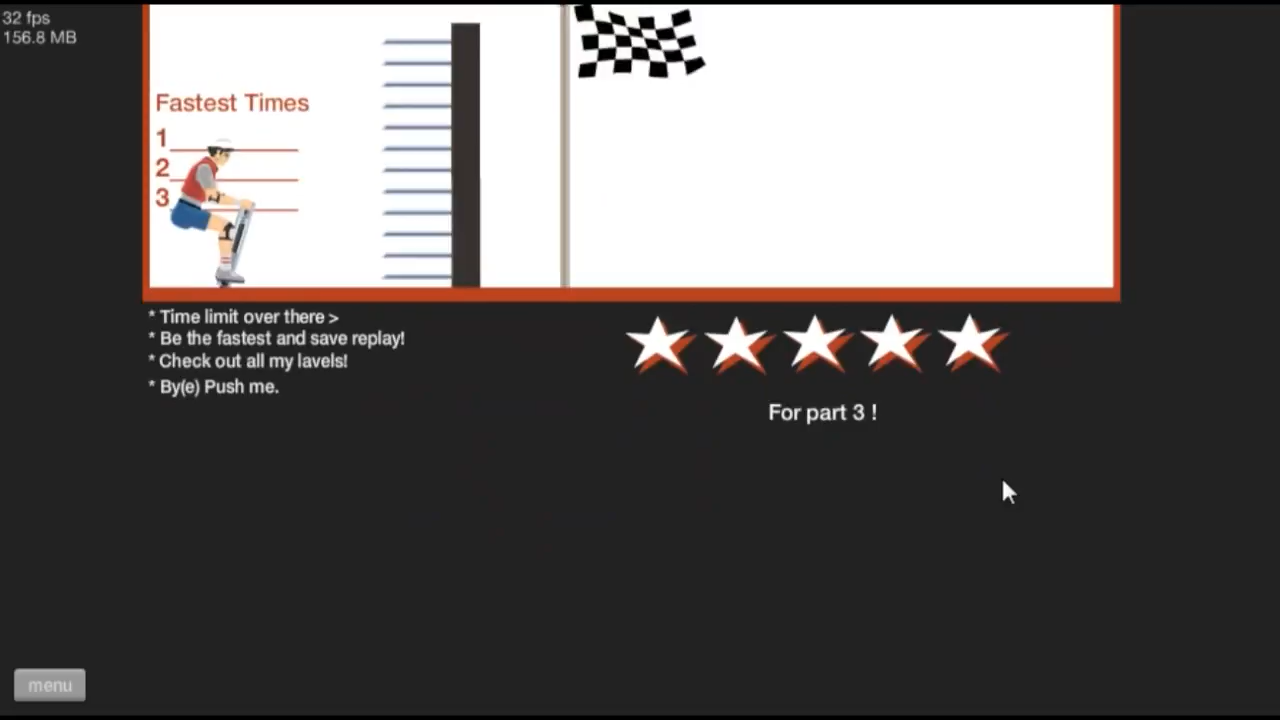 32 fps
156.8 MB
Fastest Times
1
2
3
* Time limit over there >
* Be the fastest and save replay!
* Check out all my lavels!
* By(e) Push me.
For part 3 !
menu